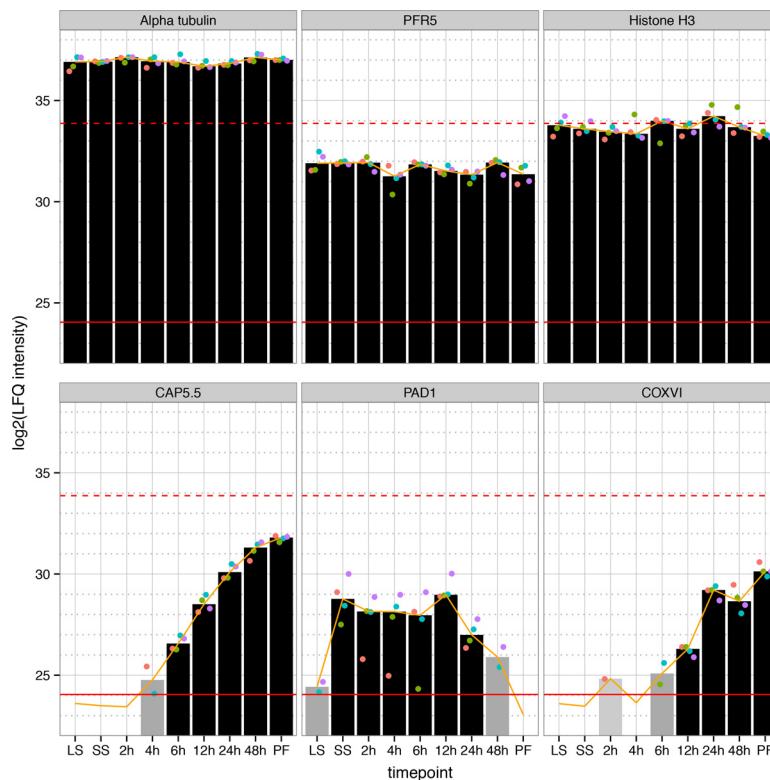 Alpha tubulin PFR5 Histone H3
35
30
25
log2(LFQ intensity)
CAP5.5 PAD1 COXVI
35
30
25
LS SS 2h 4h 6h 12h 24h 48h PF LS SS 2h 4h 6h 12h 24h 48h PF LS SS 2h 4h 6h 12h 24h 48h PF
timepoint